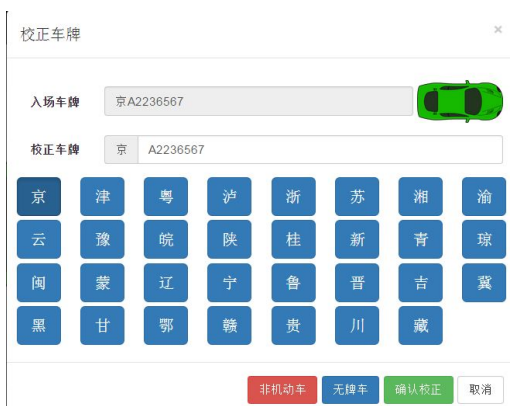 校正车牌 ×
入场车牌 京A2236567
校正车牌 京 A2236567
京 津 粤 泸 浙 苏 湘 渝
云 豫 皖 陕 桂 新 青 琼
闽 蒙 辽 宁 鲁 晋 吉 冀
黑 甘 鄂 赣 贵 川 藏
非机动车 无牌车 确认校正 取消